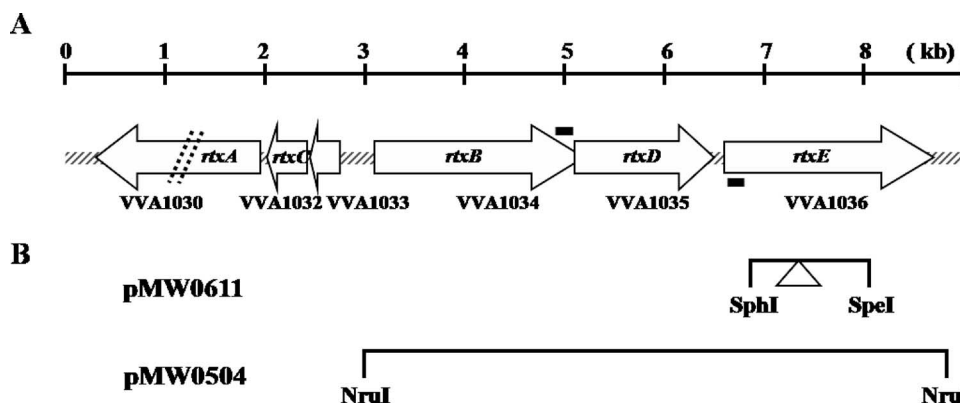 A
0 1 2 3 4 5 6 7 8 ( kb)
rtxA rtxC rtxB rtxD rtxE
VVA1030 VVA1032 VVA1033 VVA1034 VVA1035 VVA1036
B
pMW0611
SphI SpeI
pMW0504
NruI Nru